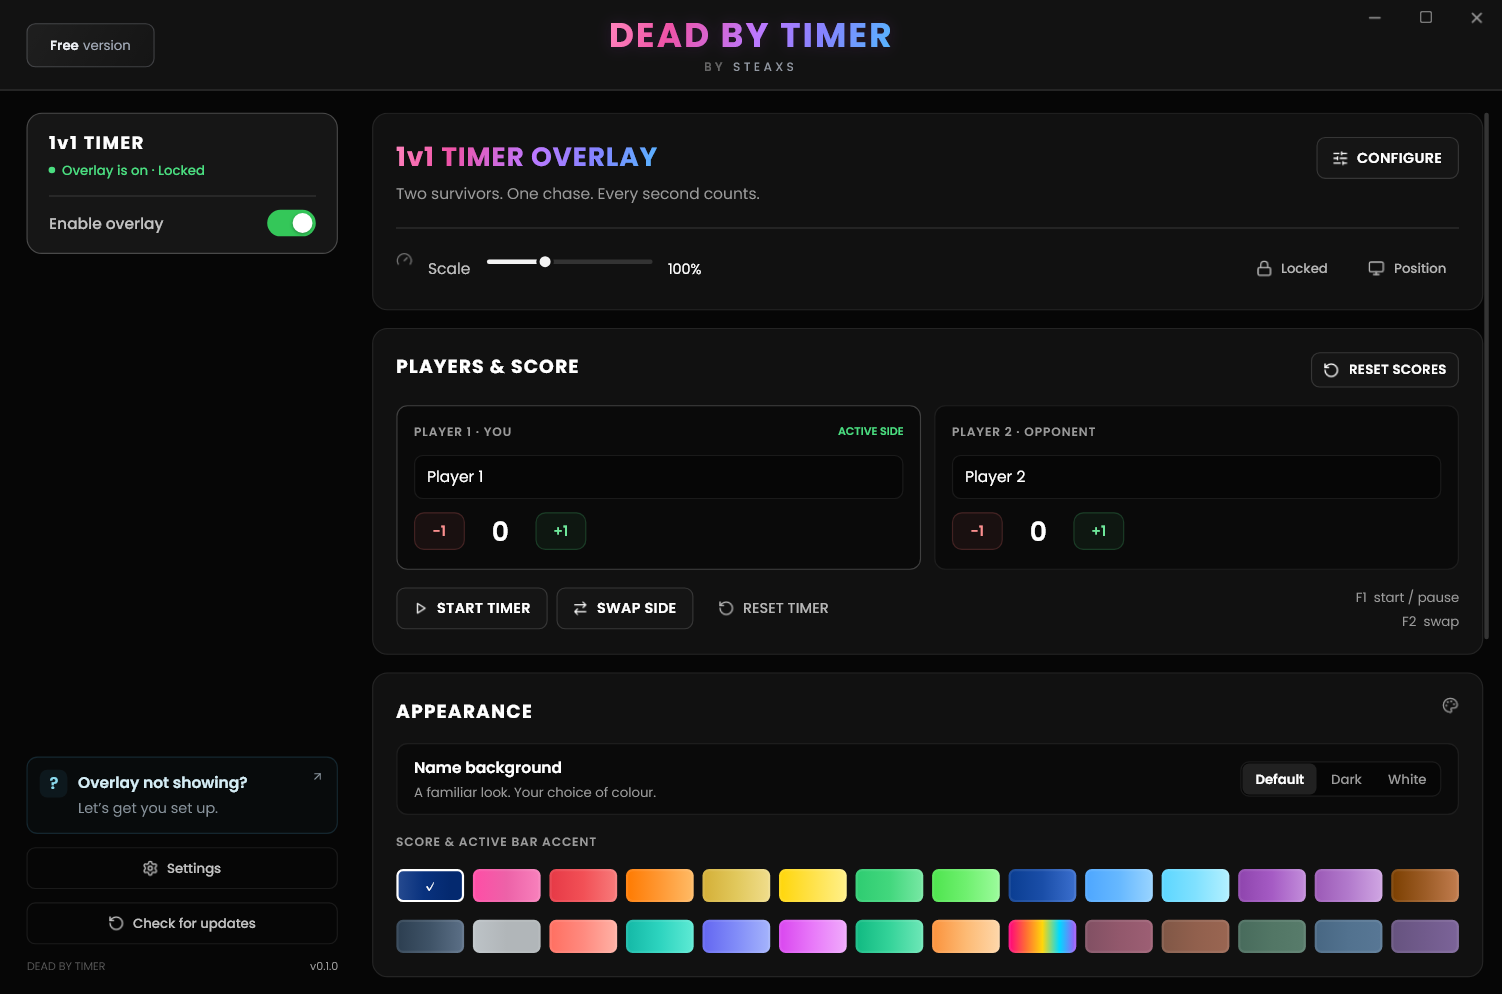 Free version
DEAD BY TIMER
BY STEAXS
1v1 TIMER
Overlay is on · Locked
Enable overlay
1v1 TIMER OVERLAY
Two survivors. One chase. Every second counts.
CONFIGURE
Scale
100%
Locked
Position
PLAYERS & SCORE
RESET SCORES
PLAYER 1 · YOU
ACTIVE SIDE
Player 1
-1
0
+1
PLAYER 2 · OPPONENT
Player 2
-1
0
+1
START TIMER
SWAP SIDE
RESET TIMER
F1 start / pause
F2 swap
APPEARANCE
Name background
A familiar look. Your choice of colour.
Default
Dark
White
SCORE & ACTIVE BAR ACCENT
? Overlay not showing?
Let's get you set up.
Settings
Check for updates
DEAD BY TIMER
v0.1.0